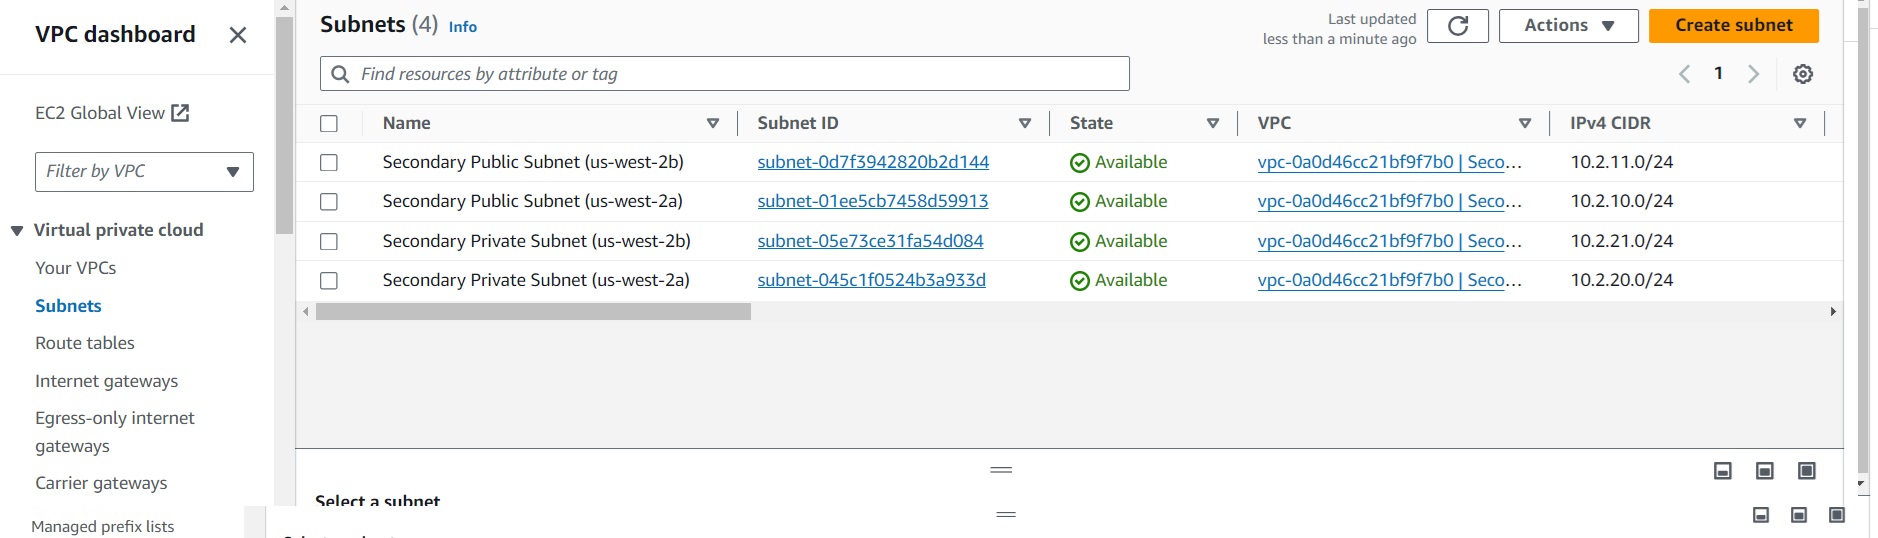 VPC dashboard
EC2 Global View
Filter by VPC
Virtual private cloud
Your VPCs
Subnets
Route tables
Internet gateways
Egress-only internet
gateways
Carrier gateways
Managed prefix lists
Subnets (4) Info
Last updated
less than a minute ago
Actions
Create subnet
Find resources by attribute or tag
1
Name Subnet ID State VPC IPv4 CIDR
Secondary Public Subnet (us-west-2b) subnet-0d7f3942820b2d144 Available vpc-0a0d46cc21bf9f7b0 | Seco… 10.2.11.0/24
Secondary Public Subnet (us-west-2a) subnet-01ee5cb7458d59913 Available vpc-0a0d46cc21bf9f7b0 | Seco… 10.2.10.0/24
Secondary Private Subnet (us-west-2b) subnet-05e73ce31fa54d084 Available vpc-0a0d46cc21bf9f7b0 | Seco… 10.2.21.0/24
Secondary Private Subnet (us-west-2a) subnet-045c1f0524b3a933d Available vpc-0a0d46cc21bf9f7b0 | Seco… 10.2.20.0/24
Select a subnet